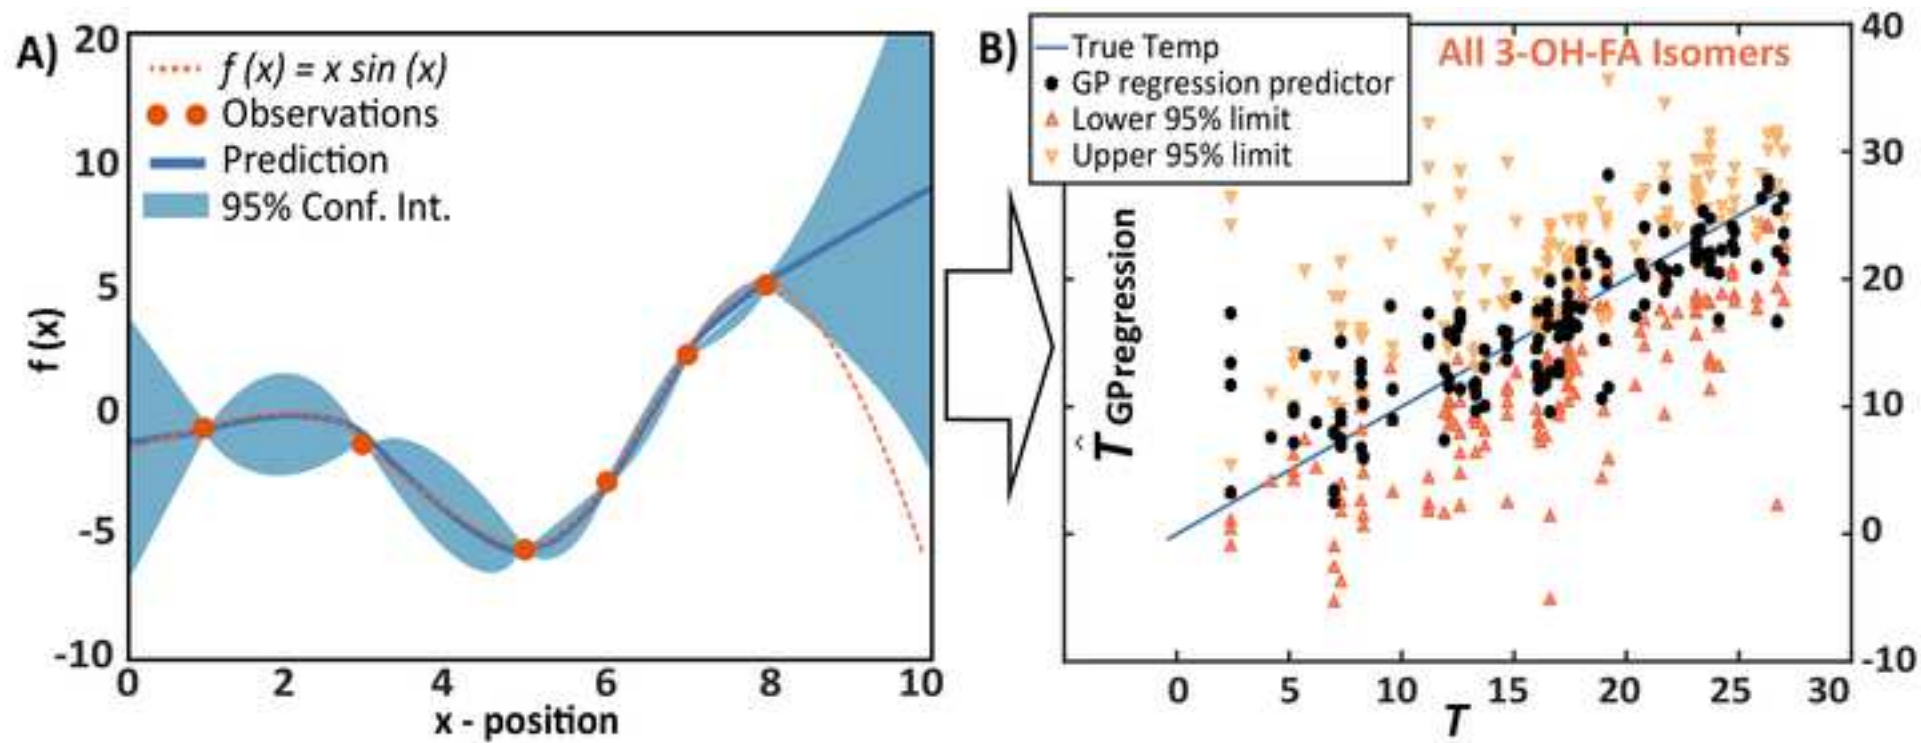 A)
20
10
5
0
-5
-10
f (x)
f (x) = x sin (x)
Observations
Prediction
95% Conf. Int.
0 2 4 6 8 10
x - position
B)
True Temp
GP regression predictor
Lower 95% limit
Upper 95% limit
All 3-OH-FA Isomers
T̂ GPregression
40
30
20
10
0
-10
0 5 10 15 20 25 30
T